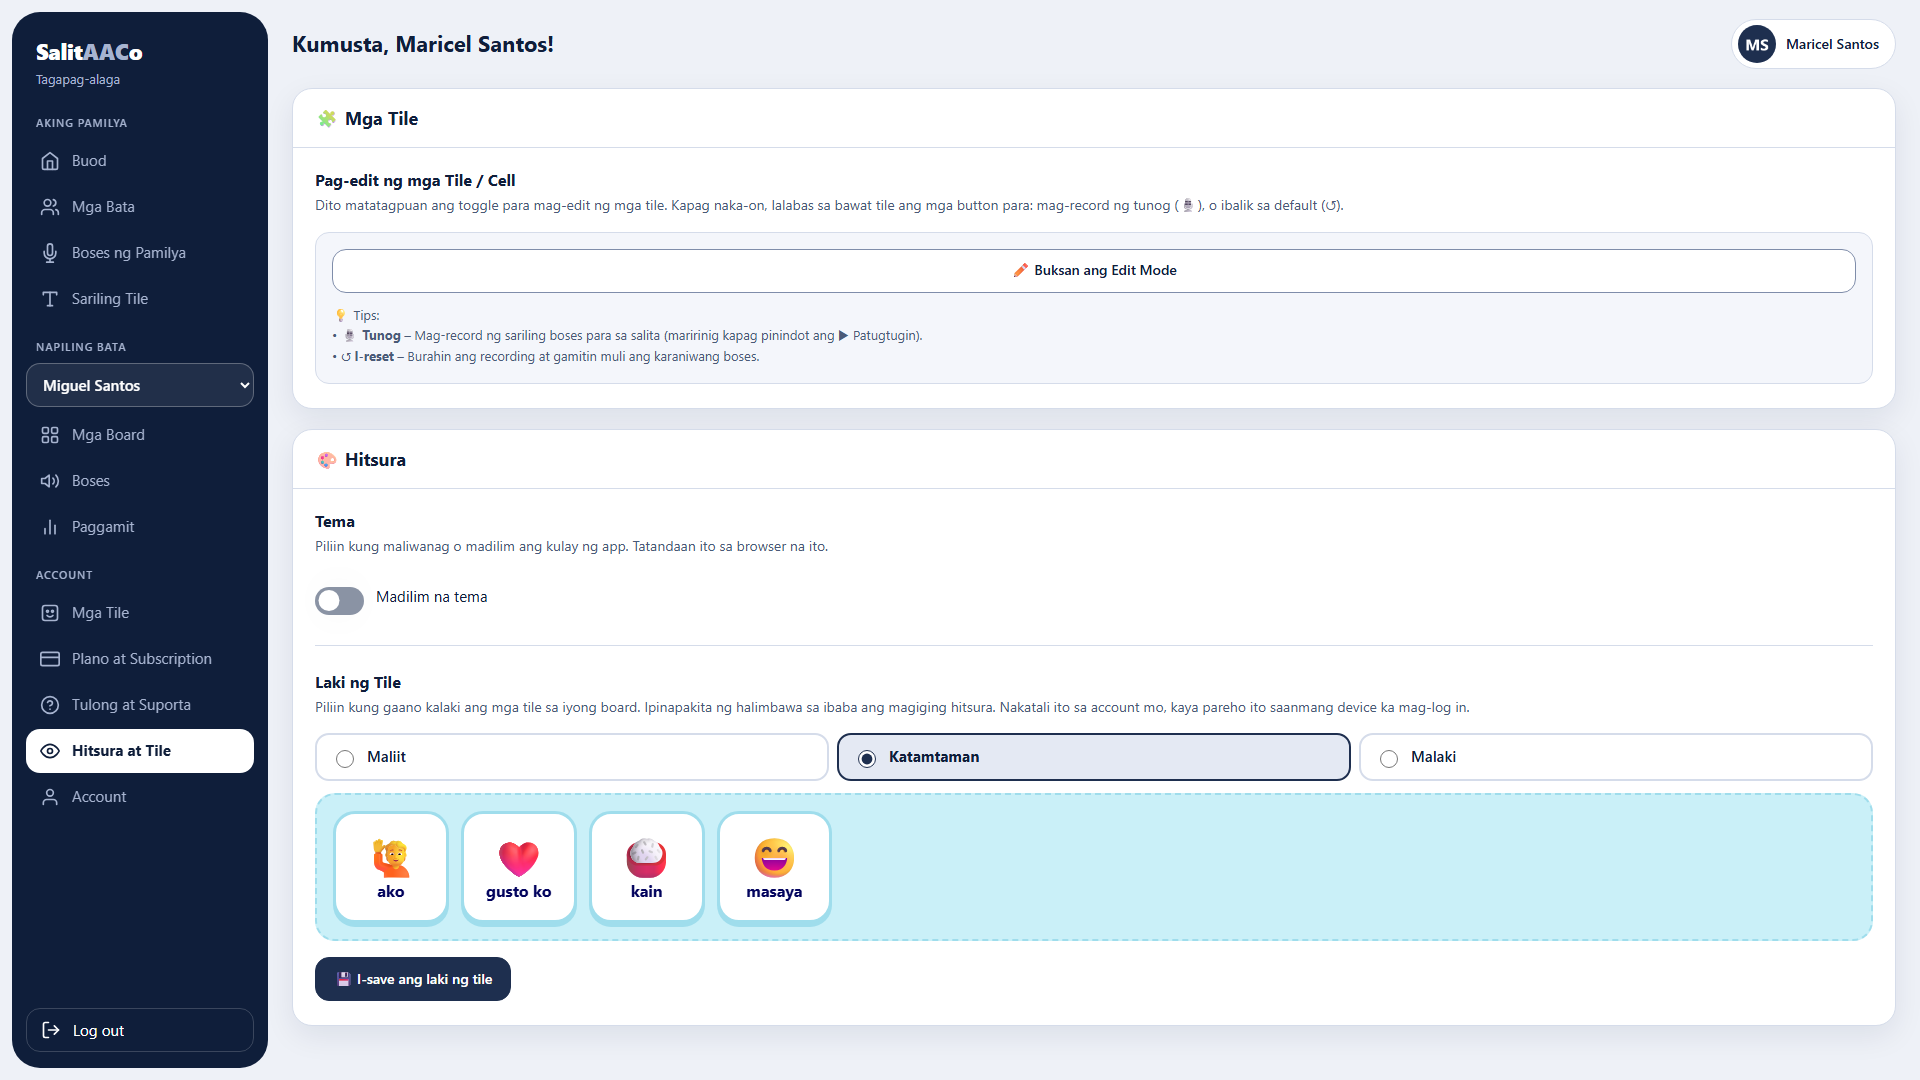 SalitAACo
Tagapag-alaga
AKING PAMILYA
Buod
Mga Bata
Boses ng Pamilya
Sariling Tile
NAPILING BATA
Miguel Santos
Mga Board
Boses
Paggamit
ACCOUNT
Mga Tile
Plano at Subscription
Tulong at Suporta
Hitsura at Tile
Account
Log out
Kumusta, Maricel Santos!
MS Maricel Santos
Mga Tile
Pag-edit ng mga Tile / Cell
Dito matatagpuan ang toggle para mag-edit ng mga tile. Kapag naka-on, lalabas sa bawat tile ang mga button para: mag-record ng tunog (🎙️), o ibalik sa default (↺).
✏️ Buksan ang Edit Mode
💡 Tips:
• 🎙️ Tunog – Mag-record ng sariling boses para sa salita (maririnig kapag pinindot ang ▶ Patugtugin).
• ↺ I-reset – Burahin ang recording at gamitin muli ang karaniwang boses.
Hitsura
Tema
Piliin kung maliwanag o madilim ang kulay ng app. Tatandaan ito sa browser na ito.
Madilim na tema
Laki ng Tile
Piliin kung gaano kalaki ang mga tile sa iyong board. Ipinapakita ng halimbawa sa ibaba ang magiging hitsura. Nakatali ito sa account mo, kaya pareho ito saanmang device ka mag-log in.
Maliit
Katamtaman
Malaki
ako
gusto ko
kain
masaya
💾 I-save ang laki ng tile